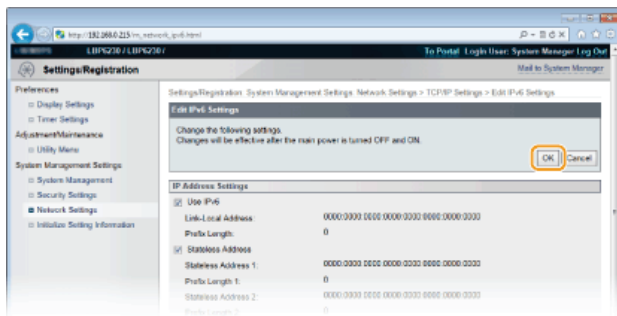 http://192.168.0.215/m_network_ipv6.html
LBP6230 / LBP6230 /
To Portal Login User: System Manager Log Out
Settings/Registration
Mail to System Manager
Preferences
Display Settings
Timer Settings
Adjustment/Maintenance
Utility Menu
System Management Settings
System Management
Security Settings
Network Settings
Initialize Setting Information
Settings/Registration: System Management Settings: Network Settings > TCP/IP Settings > Edit IPv6 Settings
Edit IPv6 Settings
Change the following settings.
Changes will be effective after the main power is turned OFF and ON.
OK Cancel
IP Address Settings
Use IPv6
Link-Local Address: 0000:0000:0000:0000:0000:0000:0000:0000
Prefix Length: 0
Stateless Address
Stateless Address 1: 0000:0000:0000:0000:0000:0000:0000:0000
Prefix Length 1: 0
Stateless Address 2: 0000:0000:0000:0000:0000:0000:0000:0000
Prefix Length 2: 0